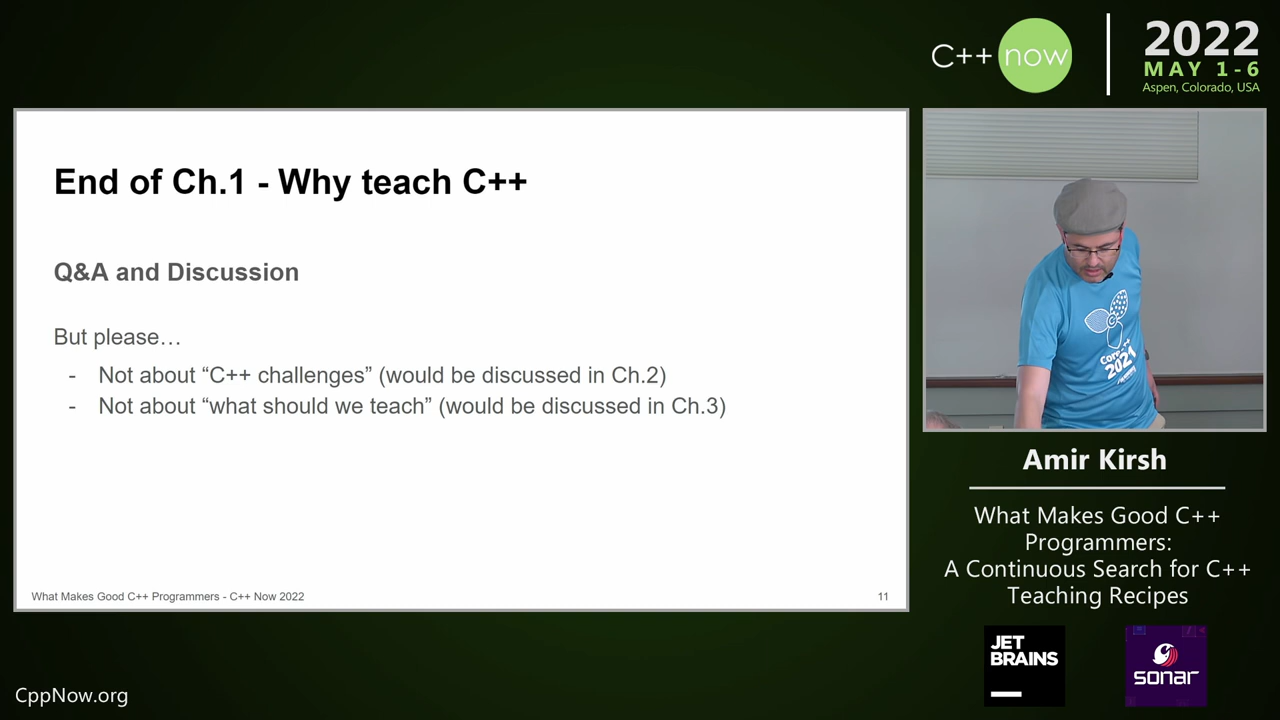 C++ now
2022
MAY 1-6
Aspen, Colorado, USA
End of Ch.1 - Why teach C++
Q&A and Discussion
But please…
- Not about “C++ challenges” (would be discussed in Ch.2)
- Not about “what should we teach” (would be discussed in Ch.3)
What Makes Good C++ Programmers - C++ Now 2022
11
Core
2021
Amir Kirsh
What Makes Good C++
Programmers:
A Continuous Search for C++
Teaching Recipes
JET
BRAINS
sonar
CppNow.org